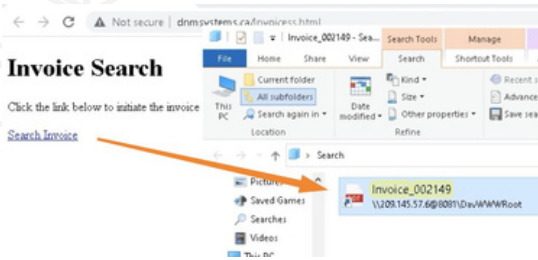 Not secure | dnmsystems.ca/invoicess.html
Invoice Search
Click the link below to initiate the invoice
Search Invoice
Invoice_002149 - Sea...
Search Tools
Manage
File
Home
Share
View
Search
Shortcut Tools
This PC
Current folder
All subfolders
Search again in
Location
Date modified
Kind
Size
Other properties
Refine
Recent s
Advance
Save sea
Search
Pictures
Saved Games
Searches
Videos
This PC
Invoice_002149
\\209.145.57.6@8081\DavWWWRoot